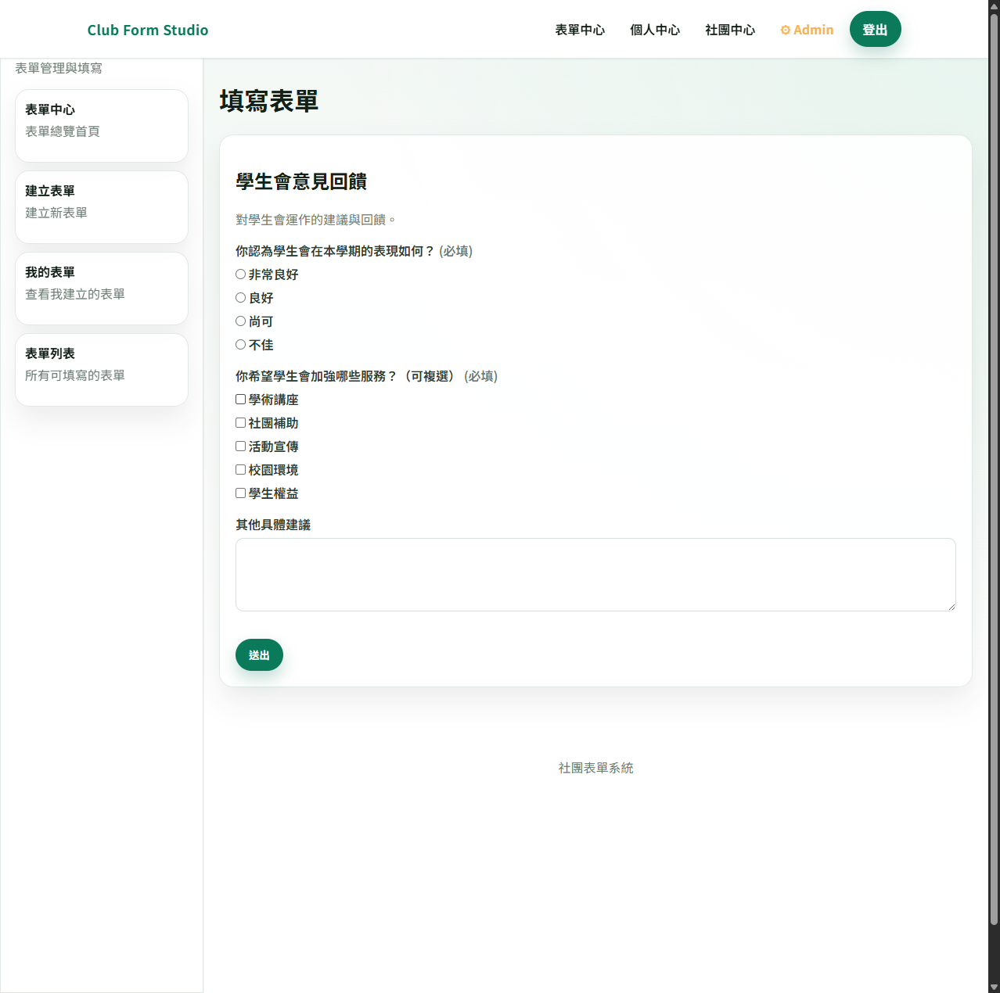 Club Form Studio
表單中心
個人中心
社團中心
⚙ Admin
登出
表單管理與填寫
表單中心
表單總覽首頁
建立表單
建立新表單
我的表單
查看我建立的表單
表單列表
所有可填寫的表單
填寫表單
學生會意見回饋
對學生會運作的建議與回饋。
你認為學生會在本學期的表現如何？ (必填)
非常良好
良好
尚可
不佳
你希望學生會加強哪些服務？（可複選） (必填)
學術講座
社團補助
活動宣傳
校園環境
學生權益
其他具體建議
送出
社團表單系統